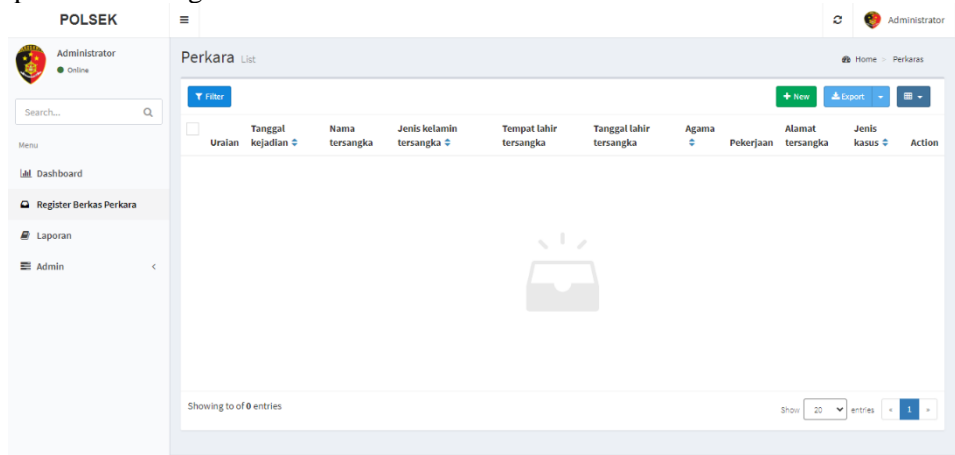 POLSEK
Administrator
Administrator
Online
Perkara List
Home > Perkaras
Search...
Filter
+ New
Export
Menu
Uraian
Tanggal kejadian
Nama tersangka
Jenis kelamin tersangka
Tempat lahir tersangka
Tanggal lahir tersangka
Agama
Pekerjaan
Alamat tersangka
Jenis kasus
Action
Dashboard
Register Berkas Perkara
Laporan
Admin <
Showing to of 0 entries
Show 20 entries « 1 »